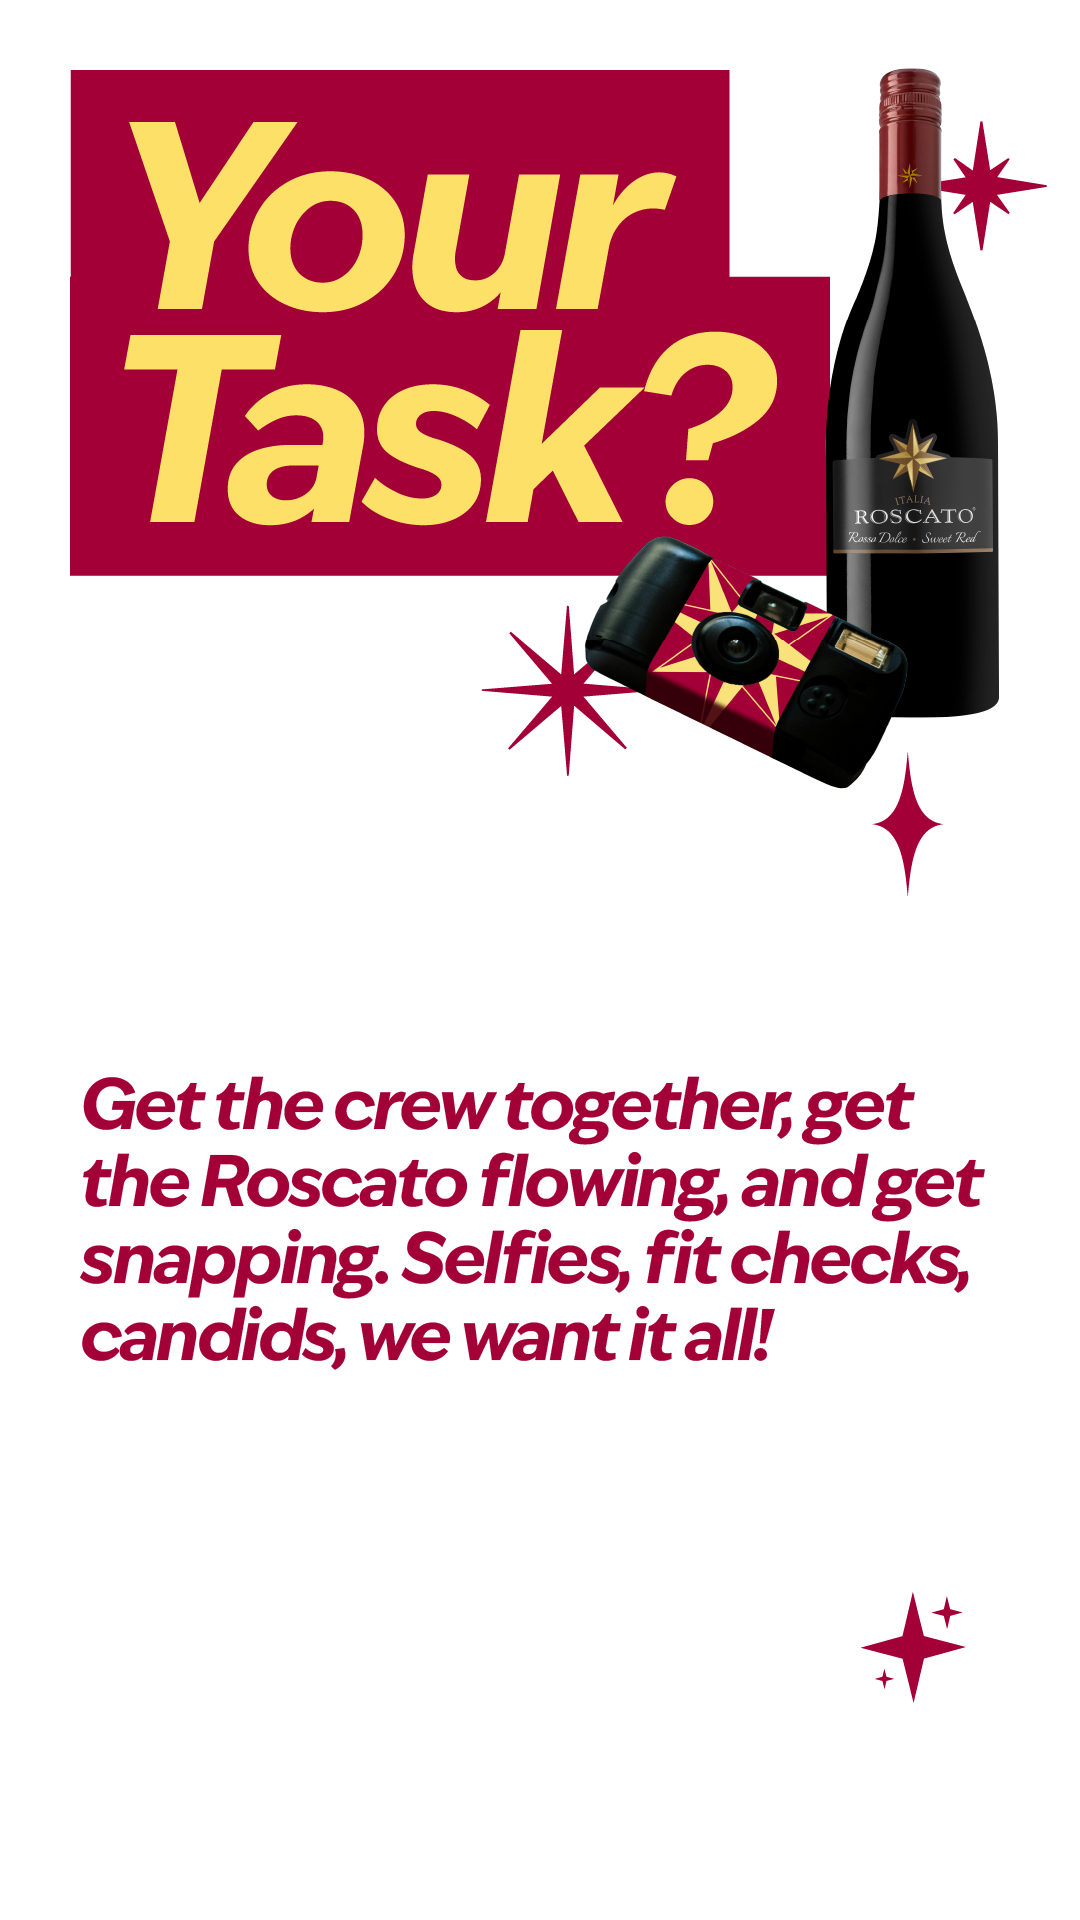 Your
Task?
ITALIA
ROSCATO®
Rosso Dolce • Sweet Red
Get the crew together, get
the Roscato flowing, and get
snapping. Selfies, fit checks,
candids, we want it all!